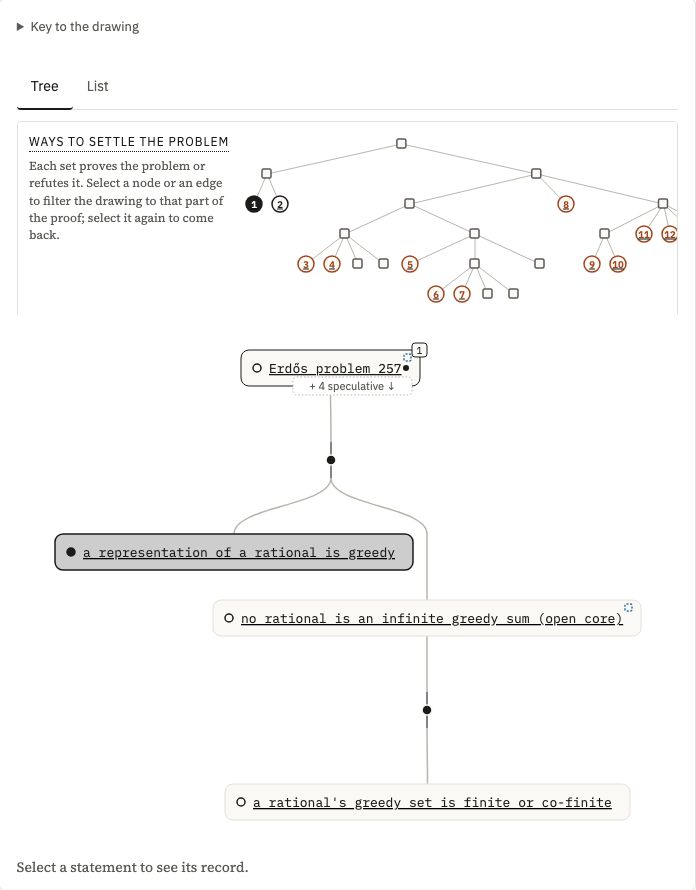 Key to the drawing
Tree
List
WAYS TO SETTLE THE PROBLEM
Each set proves the problem or
refutes it. Select a node or an edge
to filter the drawing to that part of
the proof; select it again to come
back.
1
2
8
11
12
3
4
5
9
10
6
7
1
Erdős problem 257
+ 4 speculative ↓
a representation of a rational is greedy
no rational is an infinite greedy sum (open core)
a rational's greedy set is finite or co-finite
Select a statement to see its record.